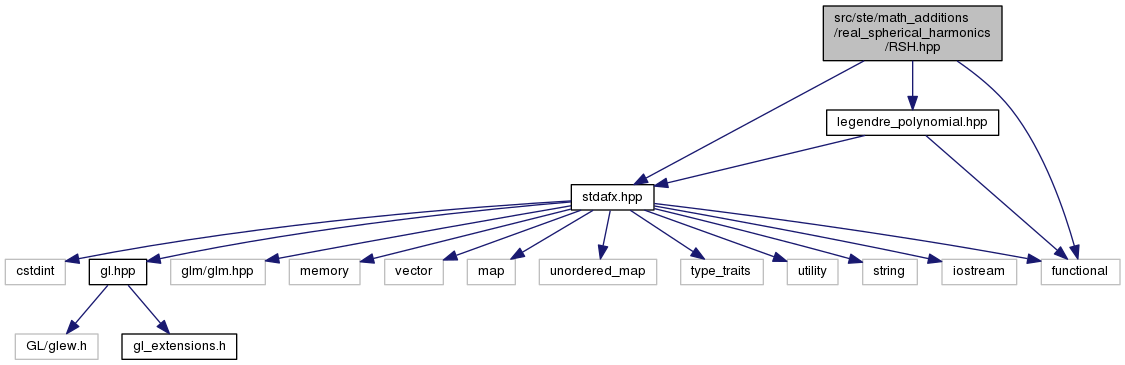 src/ste/math_additions
/real_spherical_harmonics
/RSH.hpp
legendre_polynomial.hpp
stdafx.hpp
cstdint
gl.hpp
glm/glm.hpp
memory
vector
map
unordered_map
type_traits
utility
string
iostream
functional
GL/glew.h
gl_extensions.h